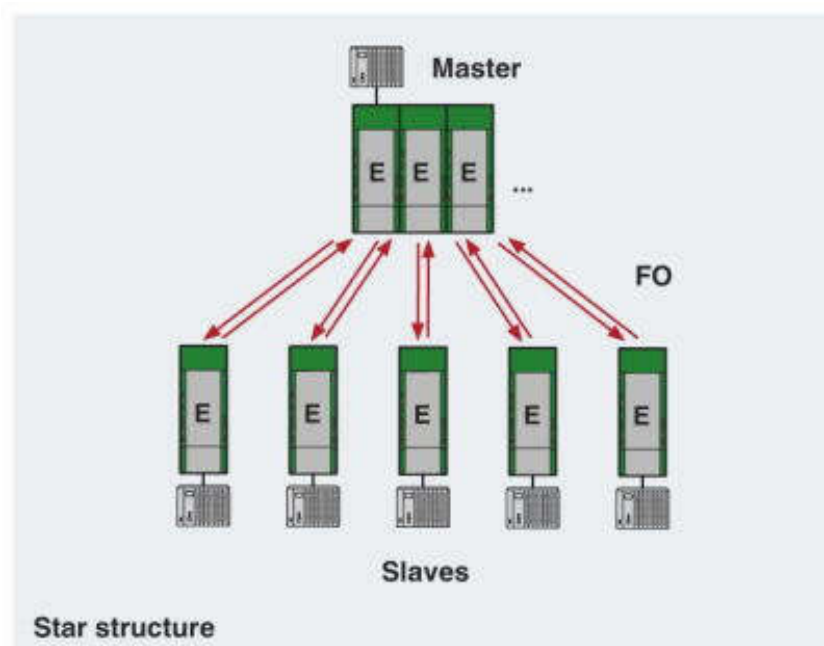 Master
E E E
...
FO
E E E E E
Slaves
Star structure